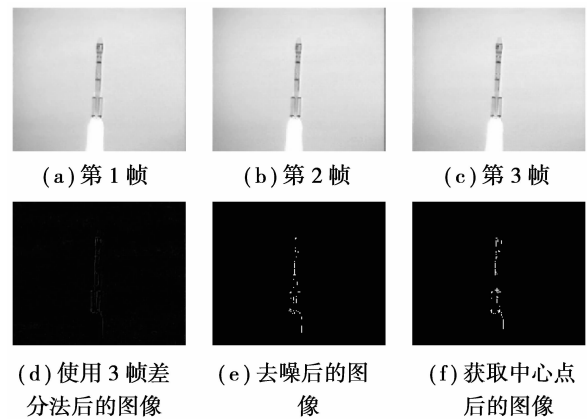 (a)第1帧
(b)第2帧
(c)第3帧
(d)使用3帧差
分法后的图像
(e)去噪后的图
像
(f)获取中心点
后的图像